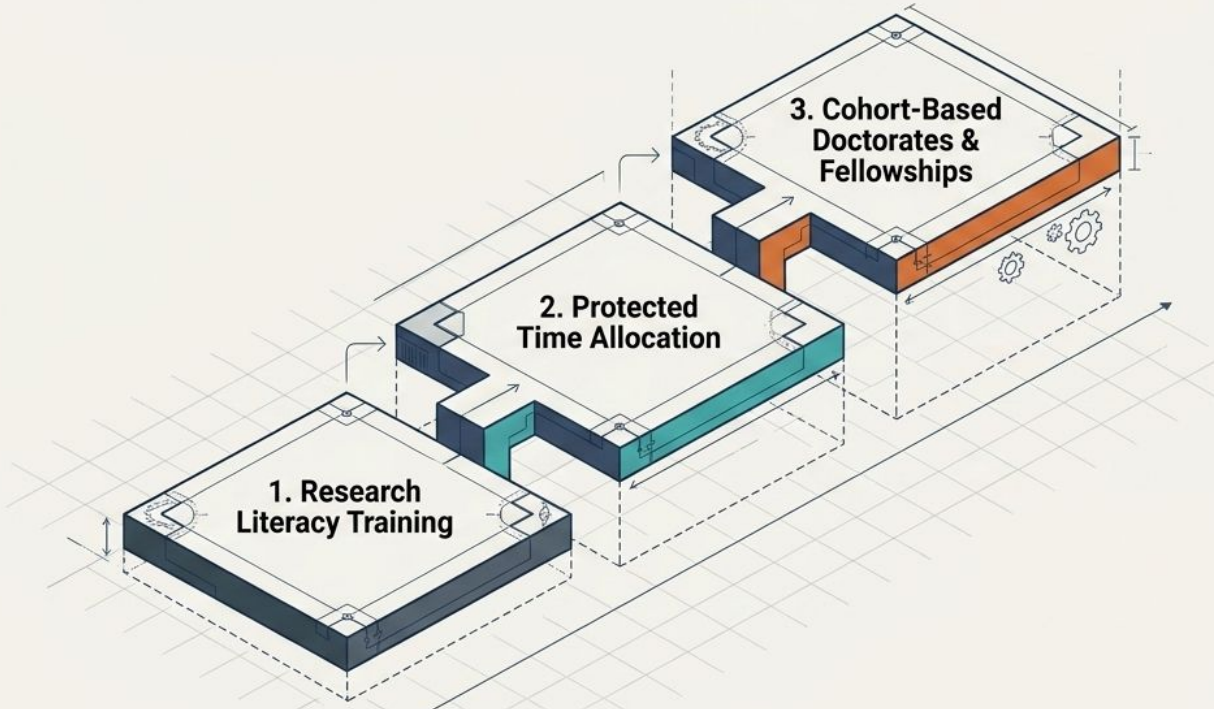 3. Cohort-Based
Doctorates &
Fellowships
2. Protected
Time Allocation
1. Research
Literacy Training